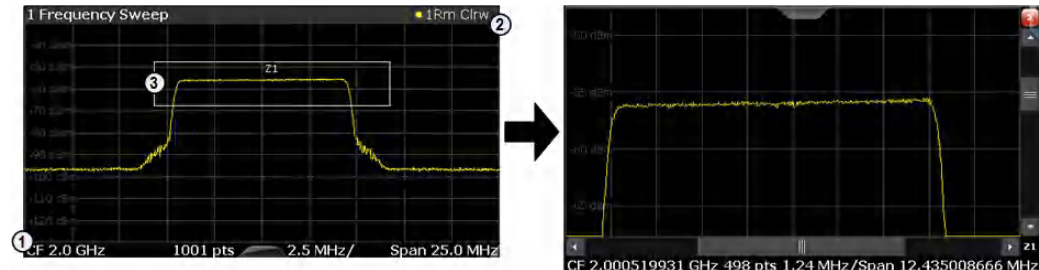 1 Frequency Sweep
1Rm Clrw
2
3
Z1
1
CF 2.0 GHz 1001 pts 2.5 MHz/ Span 25.0 MHz
2
Z1
CF 2.000519931 GHz 498 pts 1.24 MHz/Span 12.435008666 MHz